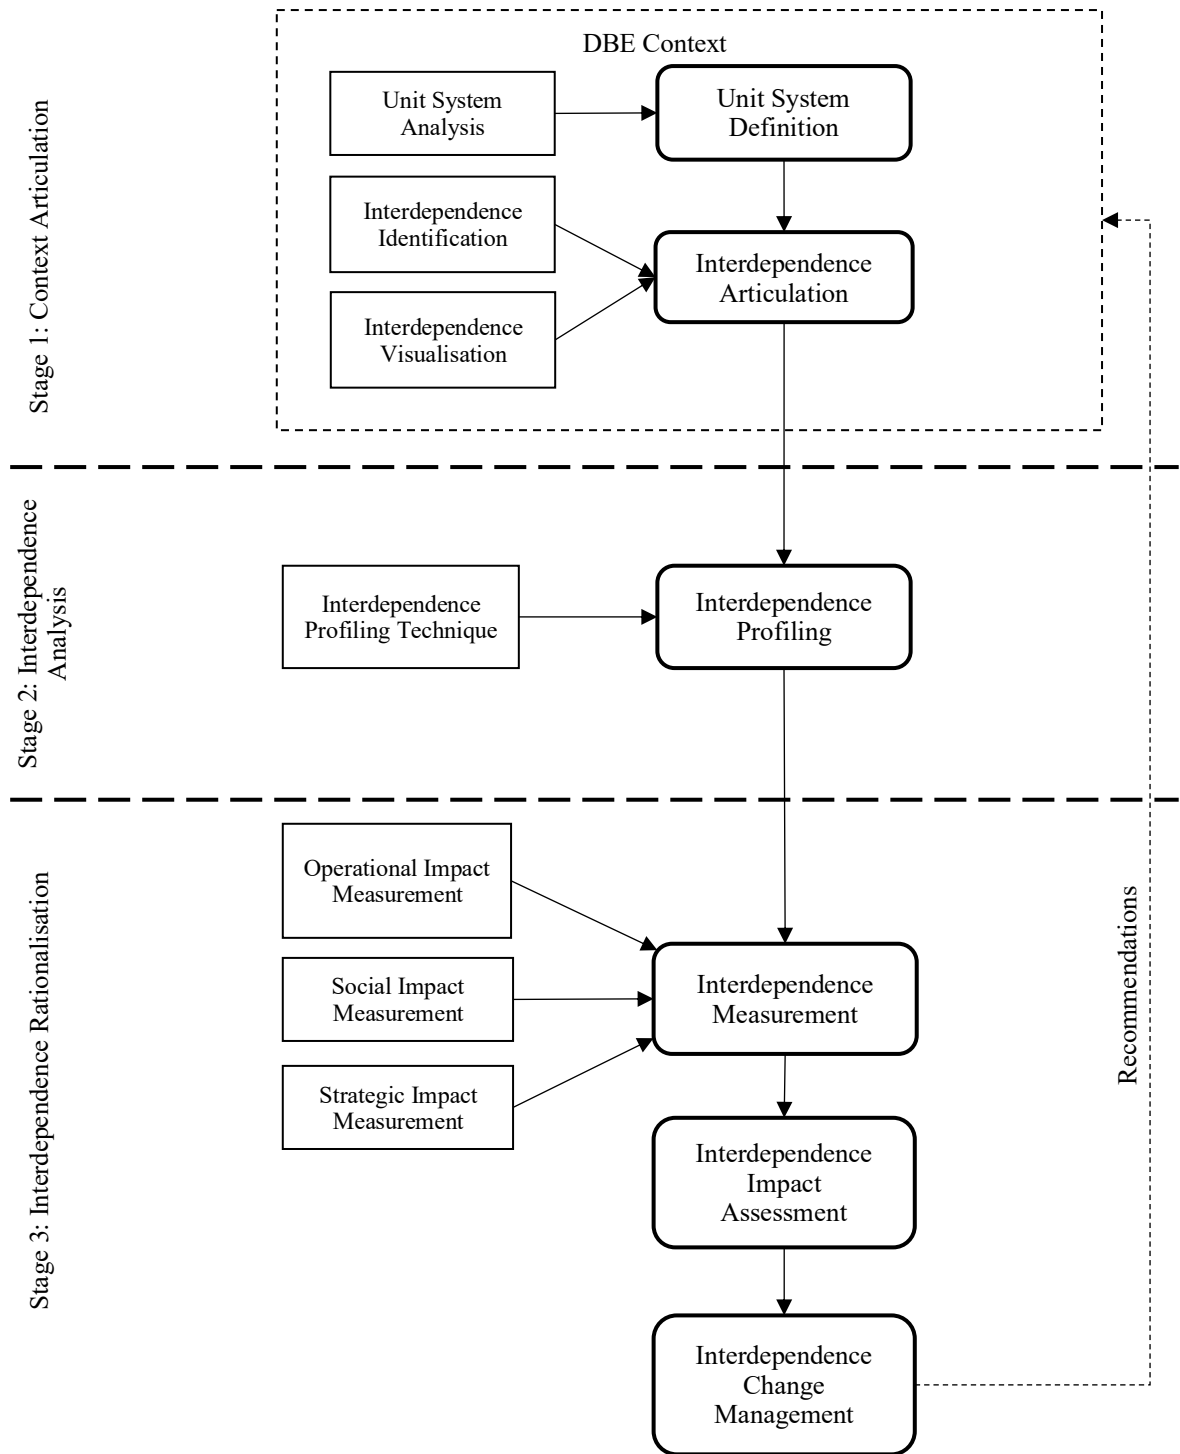 DBE Context
Unit System
Analysis
Unit System
Definition
Interdependence
Identification
Interdependence
Articulation
Interdependence
Visualisation
Stage 1: Context Articulation
Interdependence
Profiling Technique
Interdependence
Profiling
Stage 2: Interdependence
Analysis
Operational Impact
Measurement
Social Impact
Measurement
Interdependence
Measurement
Strategic Impact
Measurement
Interdependence
Impact
Assessment
Interdependence
Change
Management
Stage 3: Interdependence Rationalisation
Recommendations